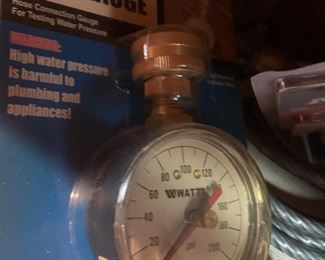 GAUGE
Hose Connection Gauge
For Testing Water Pressure
WARNING:
High water pressure
is harmful to
plumbing and
appliances!
80 100 120
60
WATTS
40 160
20 180
psi 200